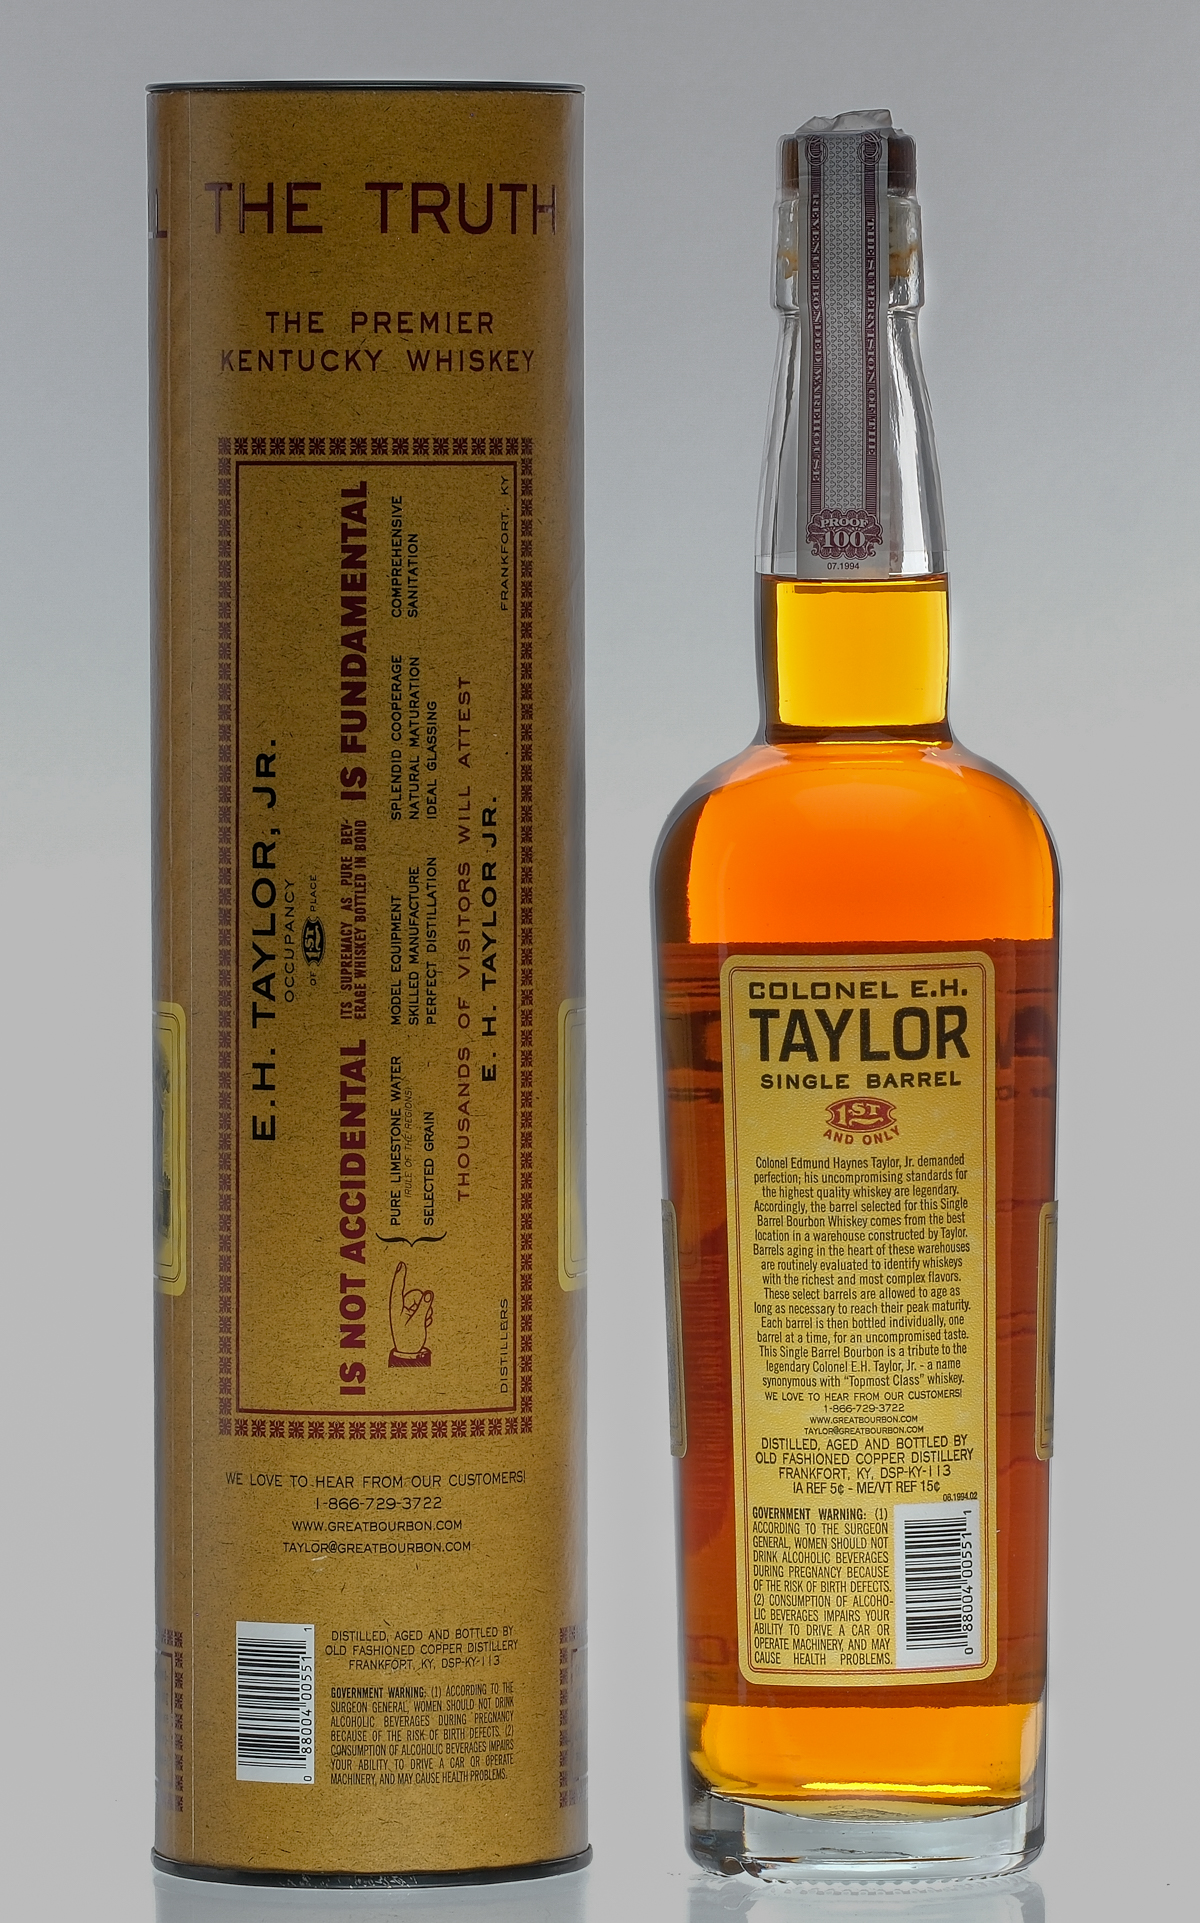 THE TRUTH
THE PREMIER
KENTUCKY WHISKEY
E.H. TAYLOR, JR.
OCCUPANCY
OF 1ST PLACE
IS NOT ACCIDENTAL ITS SUPREMACY AS PURE BEV- IS FUNDAMENTAL
ERAGE WHISKEY BOTTLED IN BOND
PURE LIMESTONE WATER MODEL EQUIPMENT SPLENDID COOPERAGE COMPREHENSIVE
(RULE OF THE REGIONS) SKILLED MANUFACTURE NATURAL MATURATION SANITATION
SELECTED GRAIN PERFECT DISTILLATION IDEAL GLASSING
THOUSANDS OF VISITORS WILL ATTEST
E. H. TAYLOR JR.
DISTILLERS FRANKFORT, KY
WE LOVE TO HEAR FROM OUR CUSTOMERS!
1-866-729-3722
WWW.GREATBOURBON.COM
TAYLOR@GREATBOURBON.COM
0 88004 00551 1
DISTILLED, AGED AND BOTTLED BY
OLD FASHIONED COPPER DISTILLERY
FRANKFORT, KY, DSP-KY-113
GOVERNMENT WARNING: (1) ACCORDING TO THE
SURGEON GENERAL, WOMEN SHOULD NOT DRINK
ALCOHOLIC BEVERAGES DURING PREGNANCY
BECAUSE OF THE RISK OF BIRTH DEFECTS. (2)
CONSUMPTION OF ALCOHOLIC BEVERAGES IMPAIRS
YOUR ABILITY TO DRIVE A CAR OR OPERATE
MACHINERY, AND MAY CAUSE HEALTH PROBLEMS.
PROOF
100
07.1994
COLONEL E.H.
TAYLOR
SINGLE BARREL
1ST
AND ONLY
Colonel Edmund Haynes Taylor, Jr. demanded
perfection; his uncompromising standards for
the highest quality whiskey are legendary.
Accordingly, the barrel selected for this Single
Barrel Bourbon Whiskey comes from the best
location in a warehouse constructed by Taylor.
Barrels aging in the heart of these warehouses
are routinely evaluated to identify whiskeys
with the richest and most complex flavors.
These select barrels are allowed to age as
long as necessary to reach their peak maturity.
Each barrel is then bottled individually, one
barrel at a time, for an uncompromised taste.
This Single Barrel Bourbon is a tribute to the
legendary Colonel E.H. Taylor, Jr. - a name
synonymous with “Topmost Class” whiskey.
WE LOVE TO HEAR FROM OUR CUSTOMERS!
1-866-729-3722
WWW.GREATBOURBON.COM
TAYLOR@GREATBOURBON.COM
DISTILLED, AGED AND BOTTLED BY
OLD FASHIONED COPPER DISTILLERY
FRANKFORT, KY, DSP-KY-113
IA REF 5¢ - ME/VT REF 15¢
06.1994.02
GOVERNMENT WARNING: (1)
ACCORDING TO THE SURGEON
GENERAL, WOMEN SHOULD NOT
DRINK ALCOHOLIC BEVERAGES
DURING PREGNANCY BECAUSE
OF THE RISK OF BIRTH DEFECTS.
(2) CONSUMPTION OF ALCOHO-
LIC BEVERAGES IMPAIRS YOUR
ABILITY TO DRIVE A CAR OR
OPERATE MACHINERY, AND MAY
CAUSE HEALTH PROBLEMS.
0 88004 00551 1